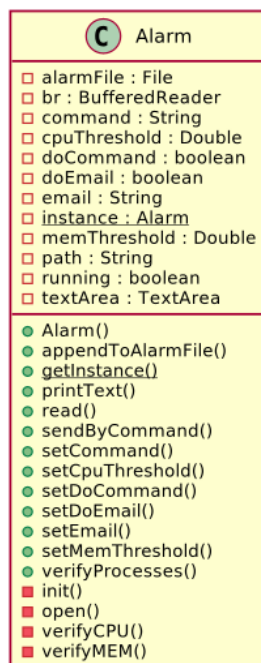 C Alarm
alarmFile : File
br : BufferedReader
command : String
cpuThreshold : Double
doCommand : boolean
doEmail : boolean
email : String
instance : Alarm
memThreshold : Double
path : String
running : boolean
textArea : TextArea
Alarm()
appendToAlarmFile()
getInstance()
printText()
read()
sendByCommand()
setCommand()
setCpuThreshold()
setDoCommand()
setDoEmail()
setEmail()
setMemThreshold()
verifyProcesses()
init()
open()
verifyCPU()
verifyMEM()